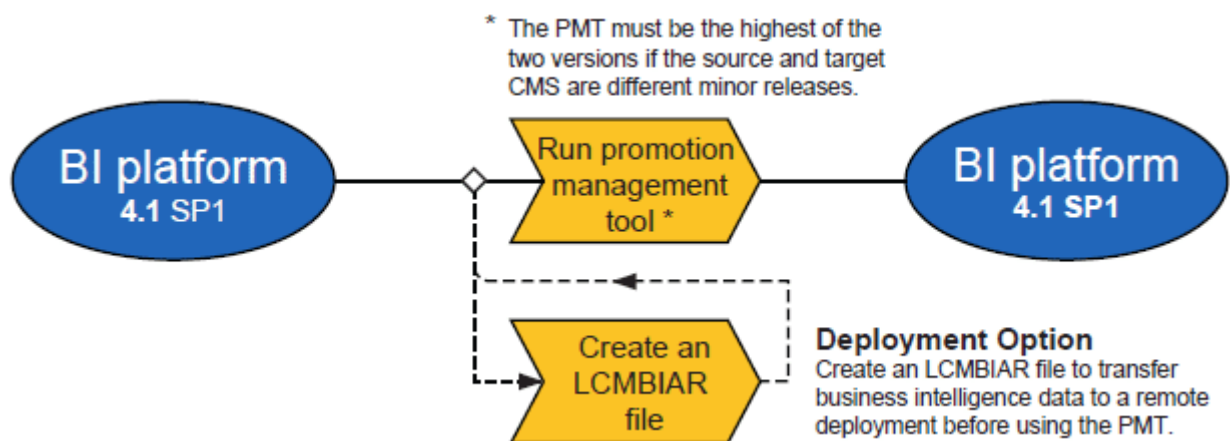 * The PMT must be the highest of the
two versions if the source and target
CMS are different minor releases.
BI platform
4.1 SP1
Run promotion
management
tool *
BI platform
4.1 SP1
Create an
LCMBIAR
file
Deployment Option
Create an LCMBIAR file to transfer
business intelligence data to a remote
deployment before using the PMT.